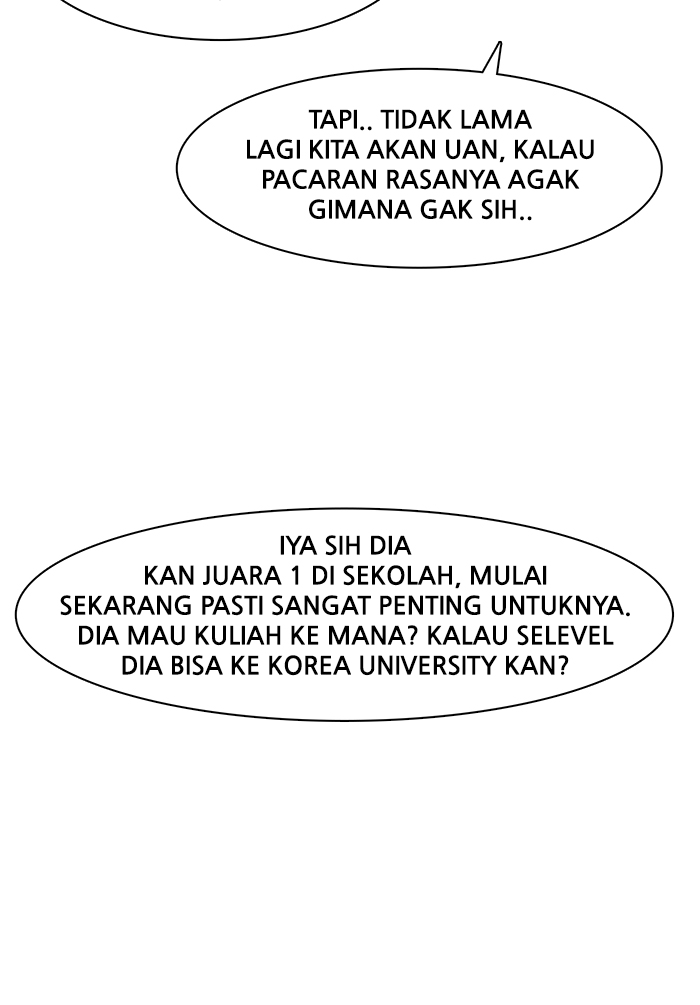 TAPI.. TIDAK LAMA
LAGI KITA AKAN UAN, KALAU
PACARAN RASANYA AGAK
GIMANA GAK SIH..
IYA SIH DIA
KAN JUARA 1 DI SEKOLAH, MULAI
SEKARANG PASTI SANGAT PENTING UNTUKNYA.
DIA MAU KULIAH KE MANA? KALAU SELEVEL
DIA BISA KE KOREA UNIVERSITY KAN?